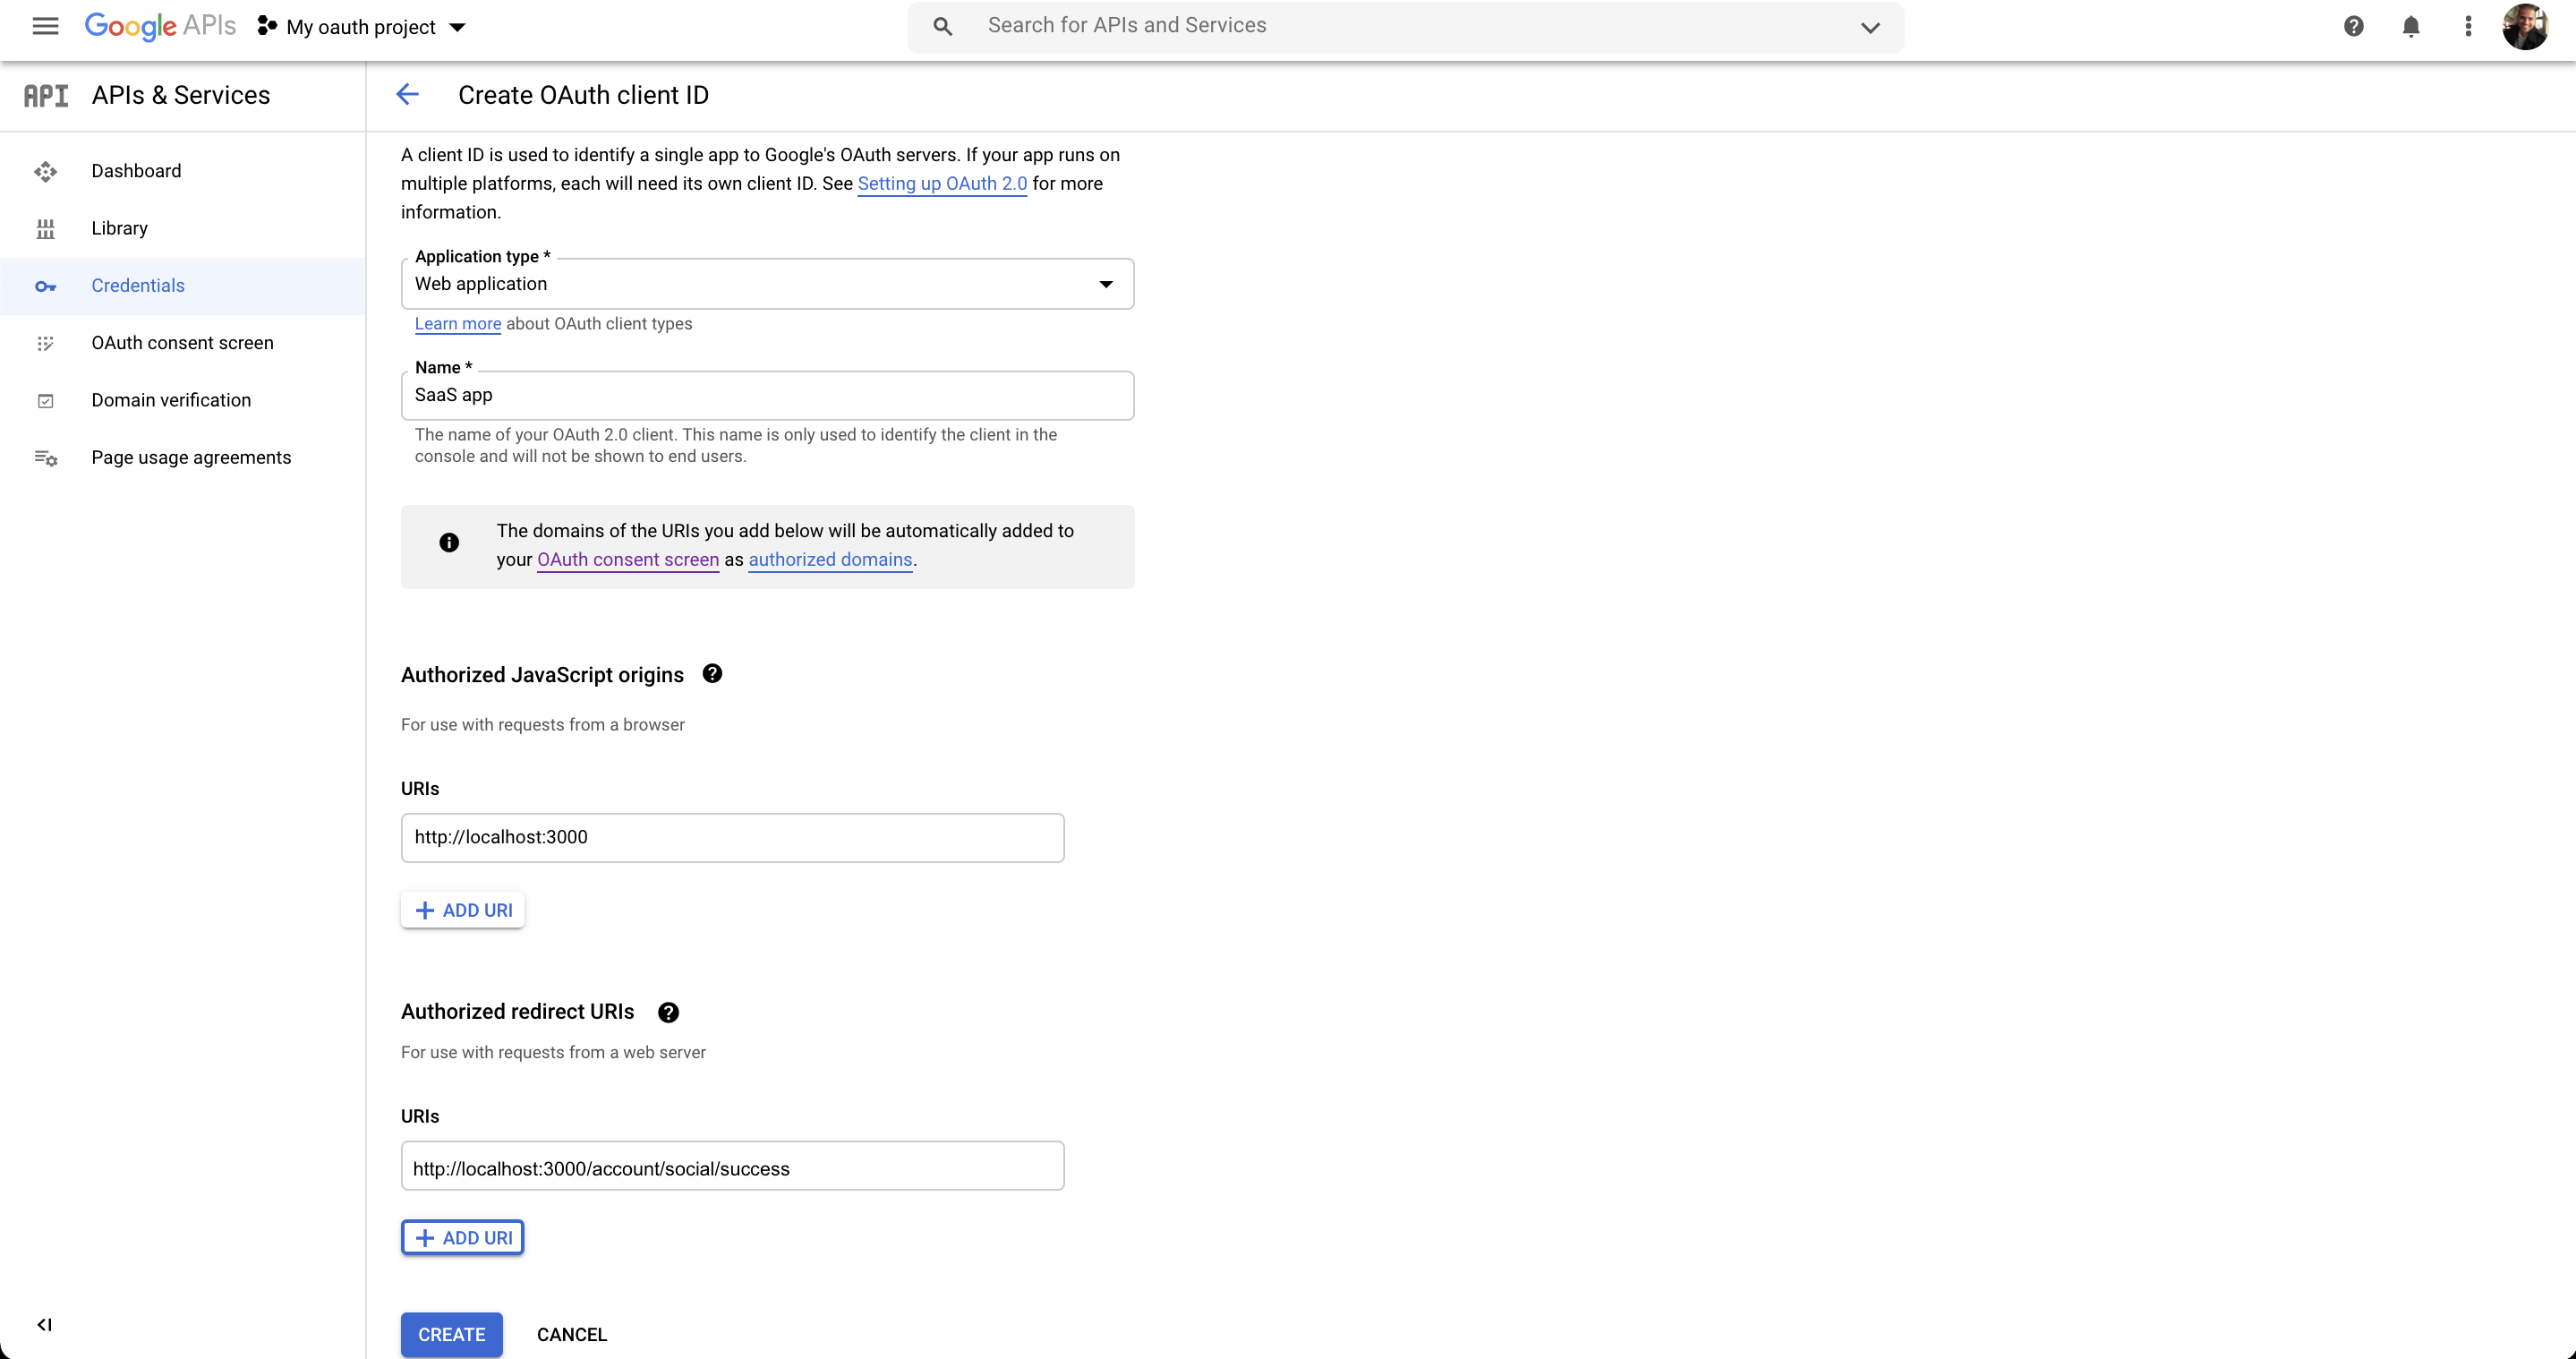 Google APIs
My oauth project
Search for APIs and Services
API
APIs & Services
Create OAuth client ID
Dashboard
Library
Credentials
OAuth consent screen
Domain verification
Page usage agreements
A client ID is used to identify a single app to Google's OAuth servers. If your app runs on
multiple platforms, each will need its own client ID. See Setting up OAuth 2.0 for more
information.
Application type *
Web application
Learn more about OAuth client types
Name *
SaaS app
The name of your OAuth 2.0 client. This name is only used to identify the client in the
console and will not be shown to end users.
The domains of the URIs you add below will be automatically added to
your OAuth consent screen as authorized domains.
Authorized JavaScript origins
For use with requests from a browser
URIs
http://localhost:3000
ADD URI
Authorized redirect URIs
For use with requests from a web server
URIs
http://localhost:3000/account/social/success
ADD URI
CREATE
CANCEL